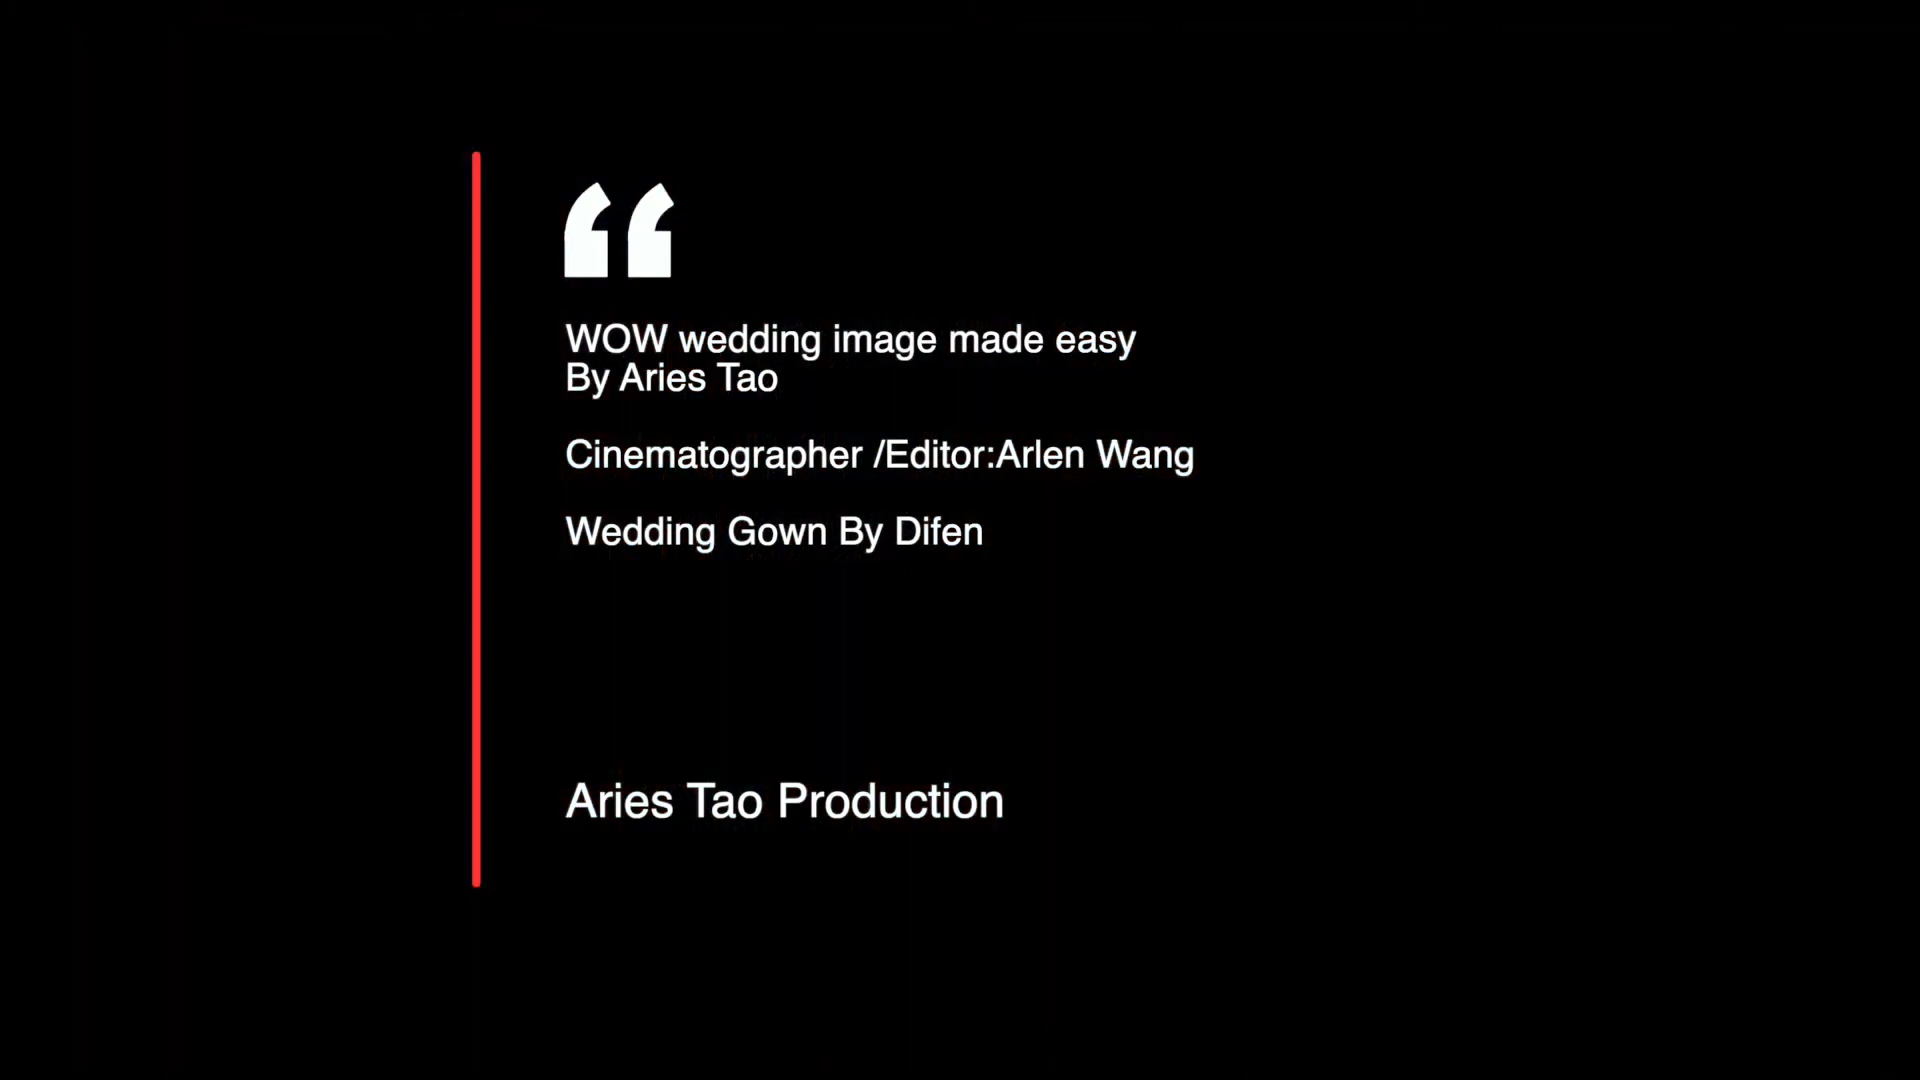 “
WOW wedding image made easy
By Aries Tao
Cinematographer /Editor:Arlen Wang
Wedding Gown By Difen
Aries Tao Production